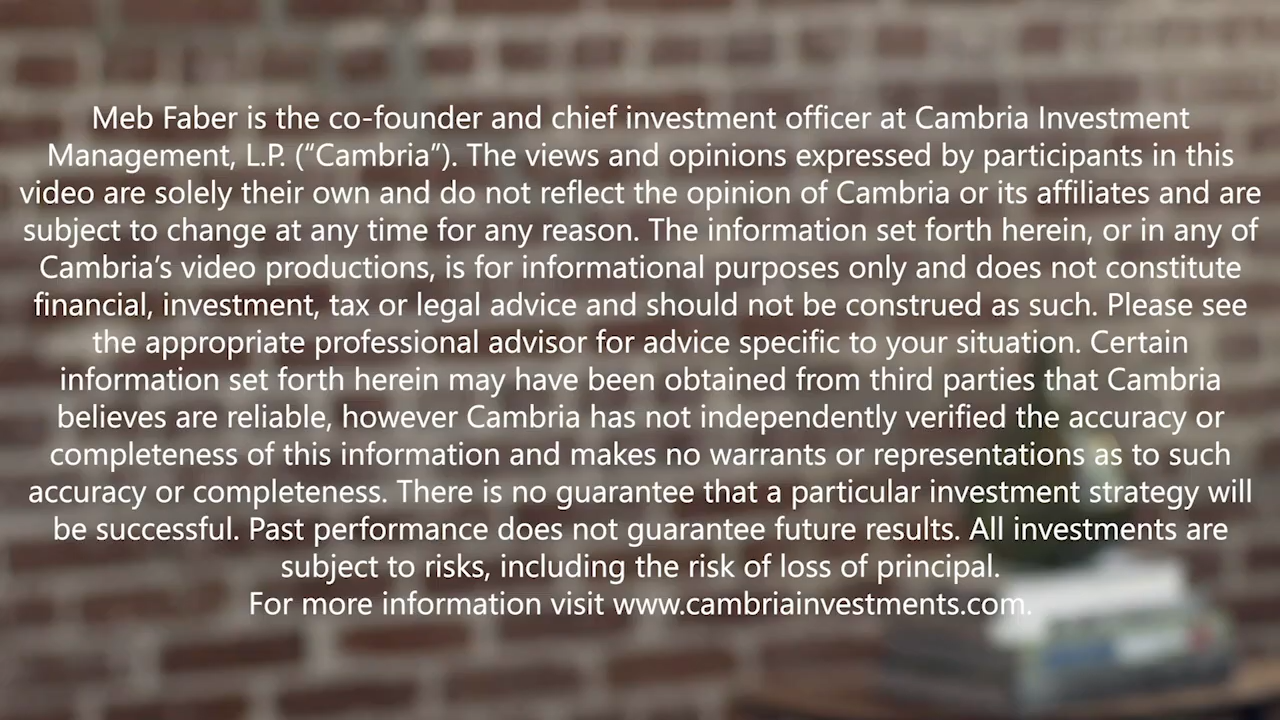 Meb Faber is the co-founder and chief investment officer at Cambria Investment
Management, L.P. (“Cambria”). The views and opinions expressed by participants in this
video are solely their own and do not reflect the opinion of Cambria or its affiliates and are
subject to change at any time for any reason. The information set forth herein, or in any of
Cambria’s video productions, is for informational purposes only and does not constitute
financial, investment, tax or legal advice and should not be construed as such. Please see
the appropriate professional advisor for advice specific to your situation. Certain
information set forth herein may have been obtained from third parties that Cambria
believes are reliable, however Cambria has not independently verified the accuracy or
completeness of this information and makes no warrants or representations as to such
accuracy or completeness. There is no guarantee that a particular investment strategy will
be successful. Past performance does not guarantee future results. All investments are
subject to risks, including the risk of loss of principal.
For more information visit www.cambriainvestments.com.